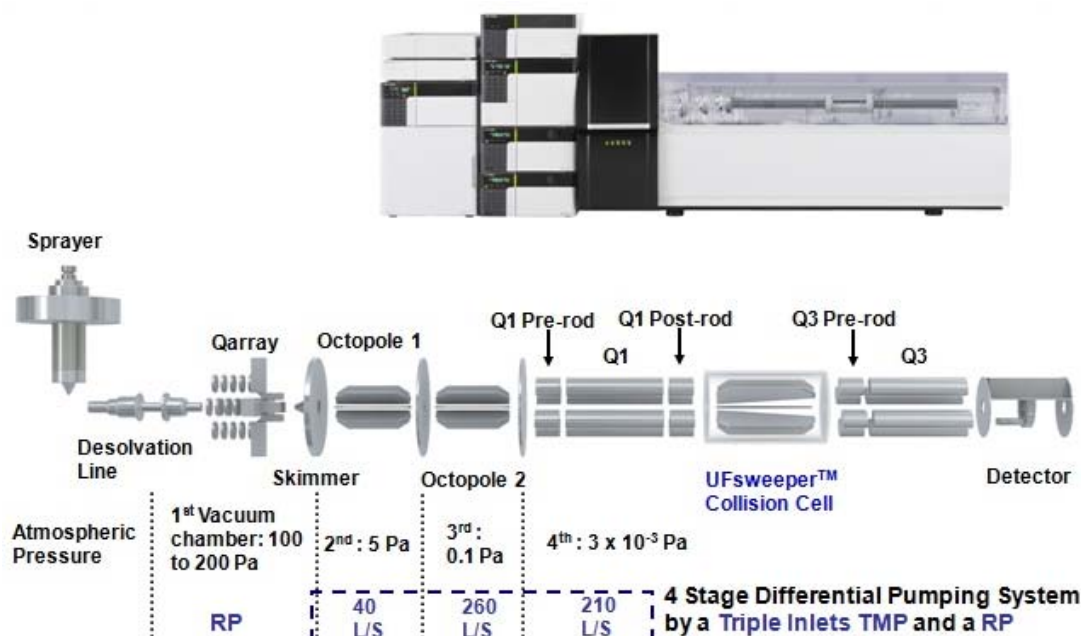 Sprayer
Qarray
Octopole 1
Q1 Pre-rod
Q1 Post-rod
Q3 Pre-rod
Q1
Q3
Desolvation
Line
Skimmer
Octopole 2
UFsweeper™
Collision Cell
Detector
Atmospheric
Pressure
1st Vacuum
chamber: 100
to 200 Pa
2nd : 5 Pa
3rd :
0.1 Pa
4th : 3 x 10-3 Pa
RP
40
L/S
260
L/S
210
L/S
4 Stage Differential Pumping System
by a Triple Inlets TMP and a RP